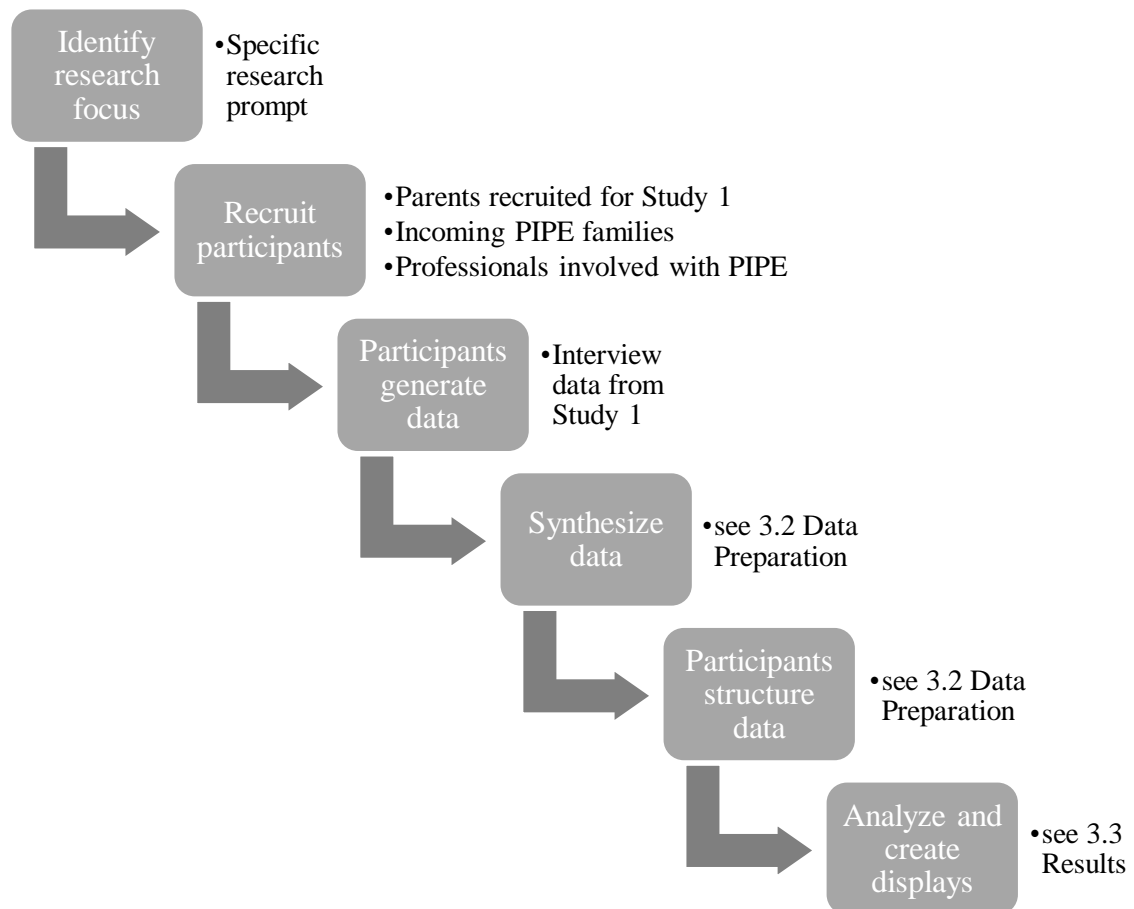 Identify
research
focus
•Specific
research
prompt
Recruit
participants
•Parents recruited for Study 1
•Incoming PIPE families
•Professionals involved with PIPE
Participants
generate
data
•Interview
data from
Study 1
Synthesize
data
•see 3.2 Data
Preparation
Participants
structure
data
•see 3.2 Data
Preparation
Analyze and
create
displays
•see 3.3
Results